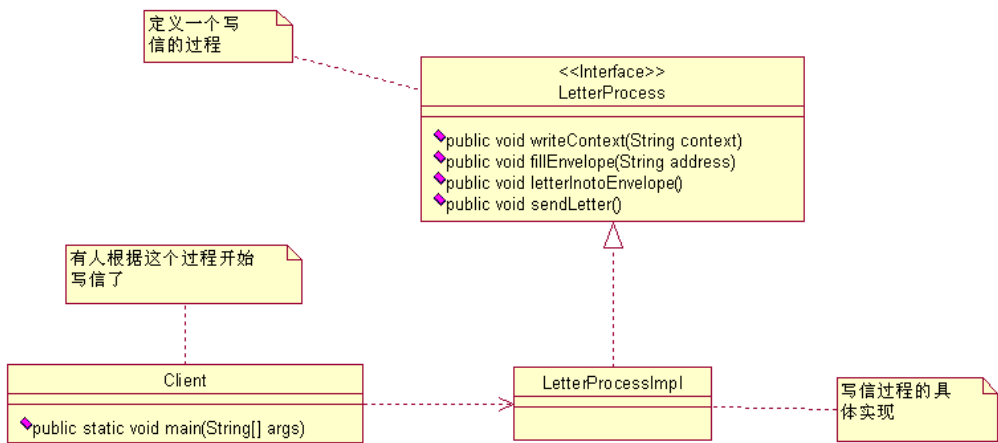 定义一个写
信的过程
<<Interface>>
LetterProcess
public void writeContext(String context)
public void fillEnvelope(String address)
public void letterInotoEnvelope()
public void sendLetter()
有人根据这个过程开始
写信了
Client
public static void main(String[] args)
LetterProcessImpl
写信过程的具
体实现